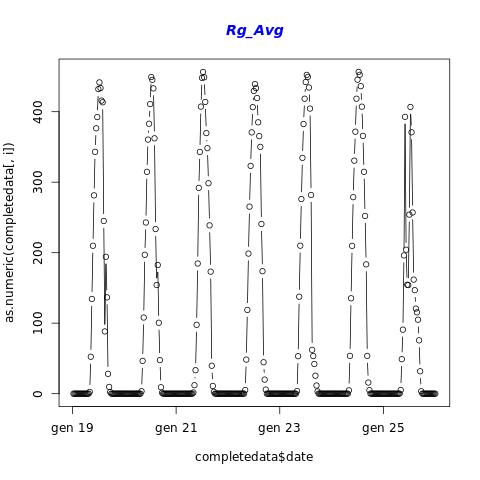 Rg_Avg
as.numeric(completedata[, i])
400
300
200
100
0
gen 19
gen 21
gen 23
gen 25
completedata$date